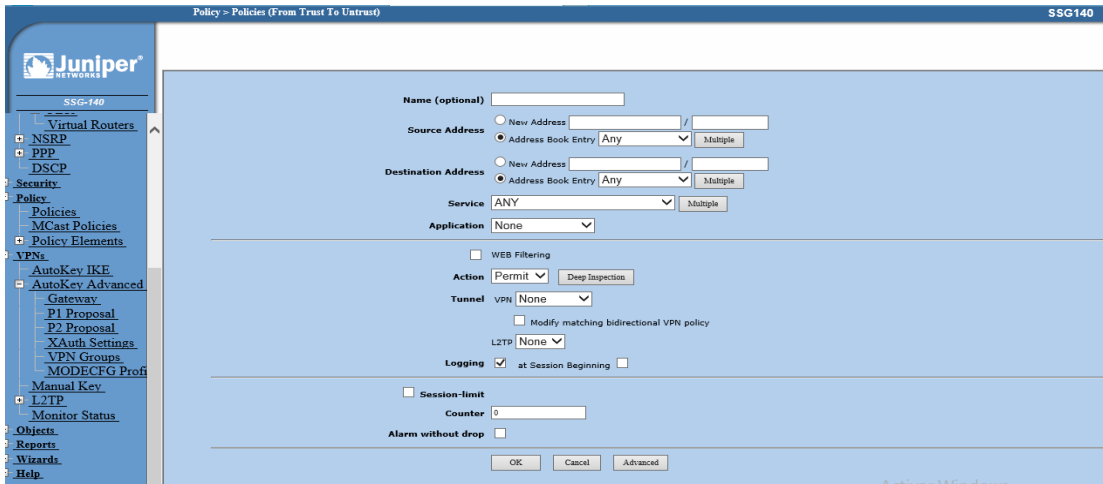 Policy > Policies (From Trust To Untrust)
SSG140
Juniper
NETWORKS
SSG-140
Virtual Routers
NSRP
PPP
DSCP
Security
Policy
Policies
MCast Policies
Policy Elements
VPNs
AutoKey IKE
AutoKey Advanced
Gateway
P1 Proposal
P2 Proposal
XAuth Settings
VPN Groups
MODECFG Profi
Manual Key
L2TP
Monitor Status
Objects
Reports
Wizards
Help
Name (optional)
Source Address
New Address /
Address Book Entry Any Multiple
Destination Address
New Address /
Address Book Entry Any Multiple
Service ANY Multiple
Application None
WEB Filtering
Action Permit Deep Inspection
Tunnel VPN None
Modify matching bidirectional VPN policy
L2TP None
Logging at Session Beginning
Session-limit
Counter 0
Alarm without drop
OK Cancel Advanced